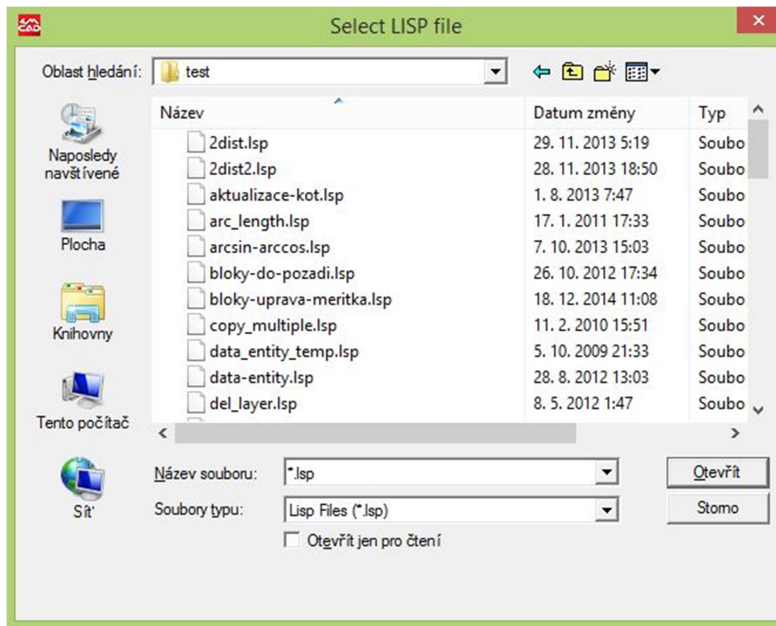 Select LISP file
Oblast hledání: test
Název Datum změny Typ
2dist.lsp 29. 11. 2013 5:19 Soubo
2dist2.lsp 28. 11. 2013 18:50 Soubo
aktualizace-kot.lsp 1. 8. 2013 7:47 Soubo
arc_length.lsp 17. 1. 2011 17:33 Soubo
arcsin-arccos.lsp 7. 10. 2013 15:03 Soubo
bloky-do-pozadi.lsp 26. 10. 2012 17:34 Soubo
bloky-uprava-meritka.lsp 18. 12. 2014 11:08 Soubo
copy_multiple.lsp 11. 2. 2010 15:51 Soubo
data_entity_temp.lsp 5. 10. 2009 21:33 Soubo
data-entity.lsp 28. 8. 2012 13:03 Soubo
del_layer.lsp 8. 5. 2012 1:47 Soubo
Naposledy
navštívené
Plocha
Knihovny
Tento počítač
Síť
Název souboru: *.lsp Otevřít
Soubory typu: Lisp Files (*.lsp) Storno
Otevřít jen pro čtení